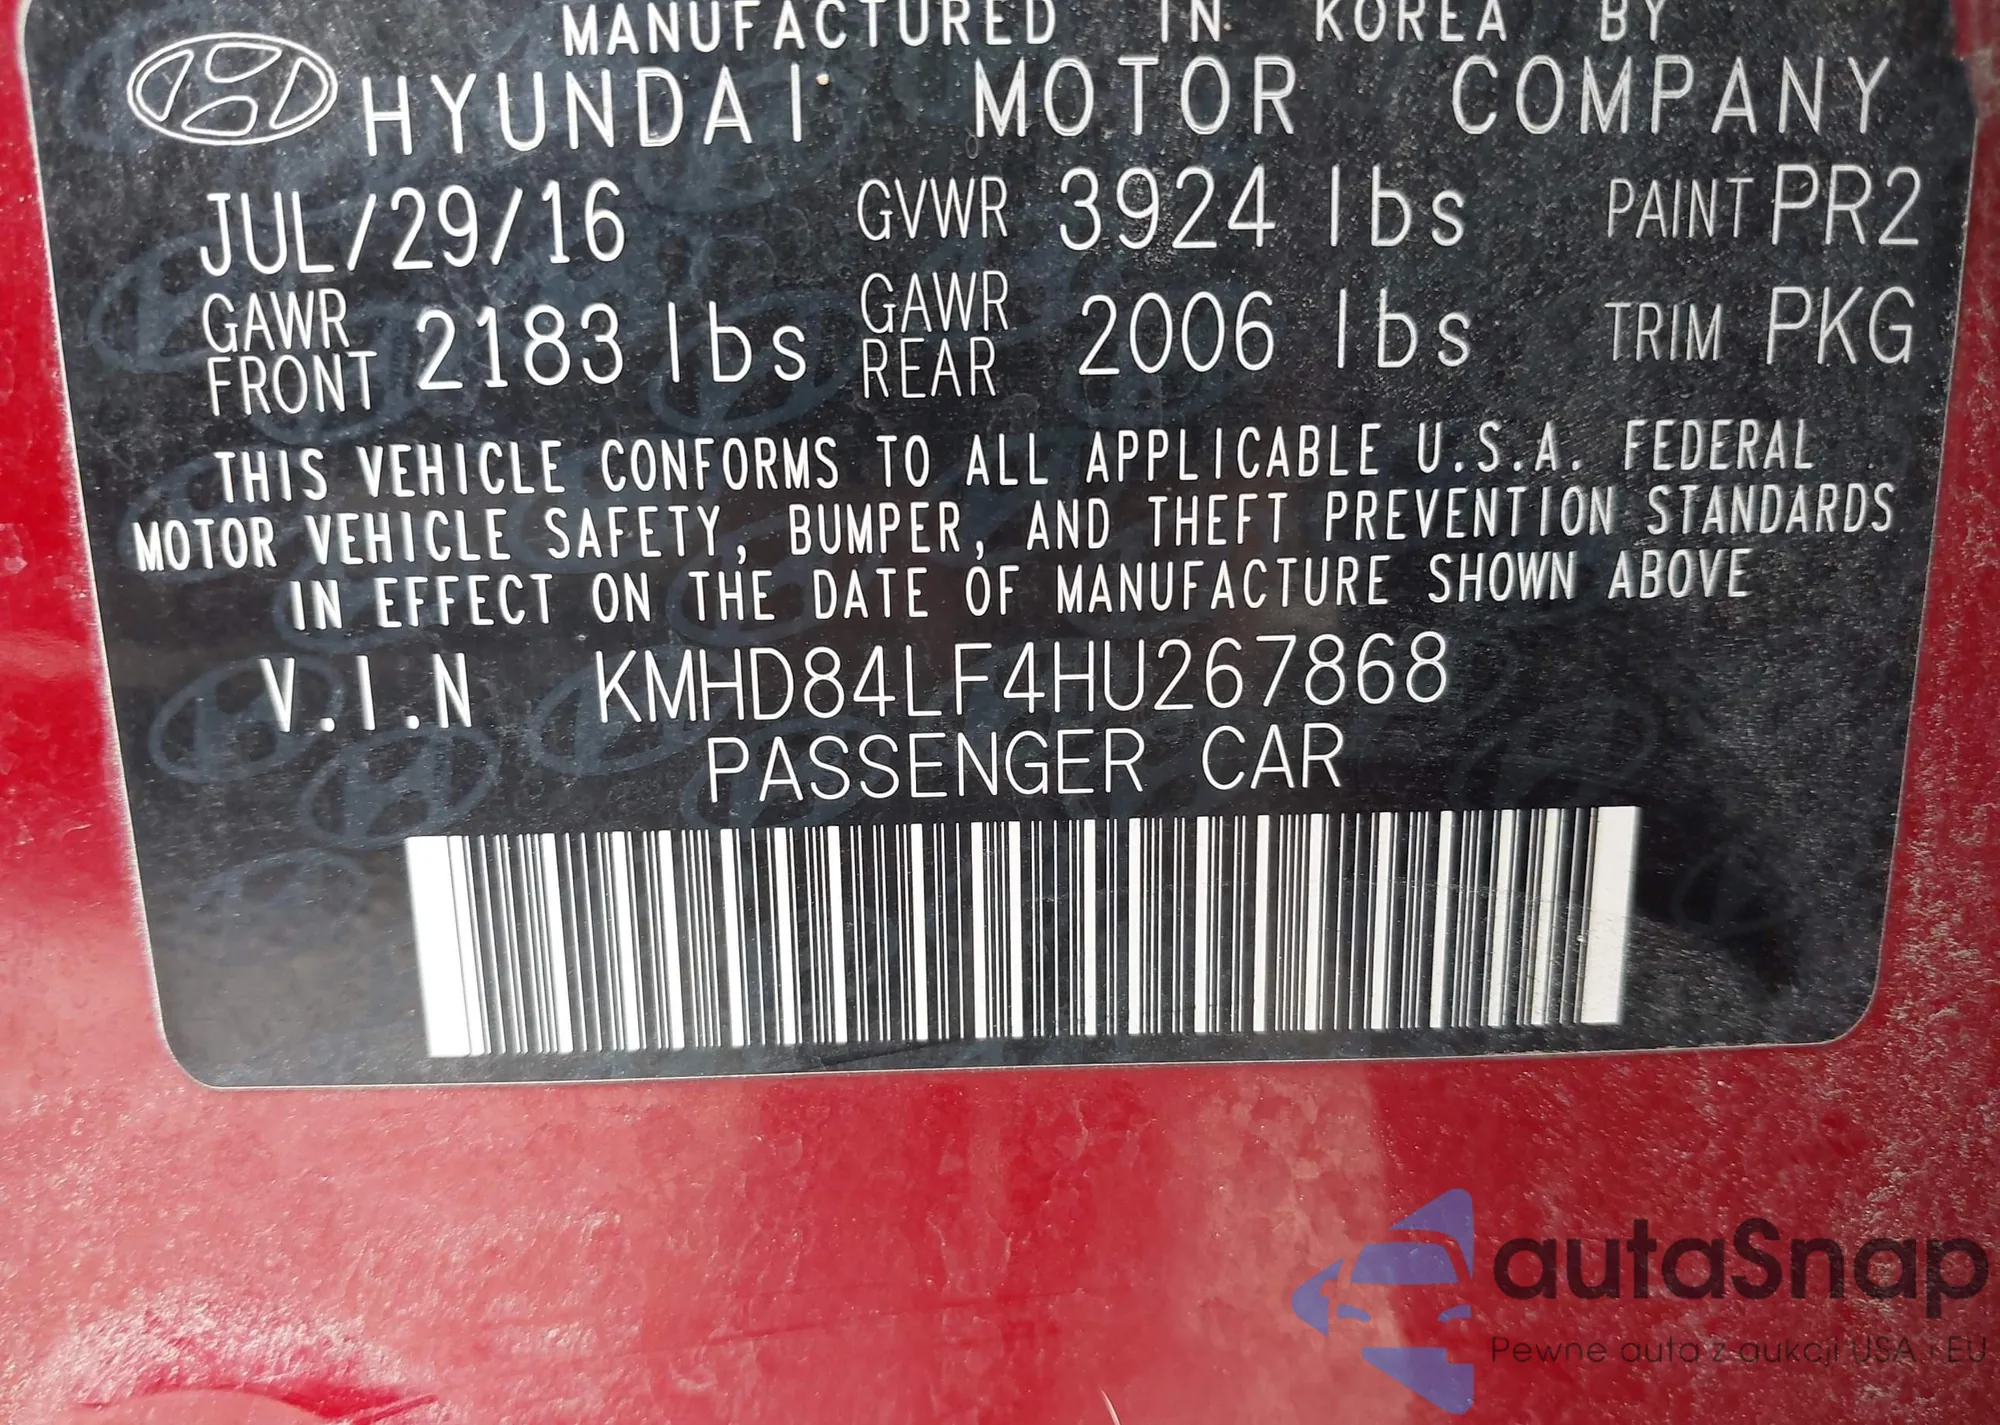 MANUFACTURED IN KOREA BY
HYUNDAI MOTOR COMPANY
JUL/29/16 GVWR 3924 lbs PAINT PR2
GAWR FRONT 2183 lbs GAWR REAR 2006 lbs TRIM PKG
THIS VEHICLE CONFORMS TO ALL APPLICABLE U.S.A. FEDERAL
MOTOR VEHICLE SAFETY, BUMPER, AND THEFT PREVENTION STANDARDS
IN EFFECT ON THE DATE OF MANUFACTURE SHOWN ABOVE
V.I.N KMHD84LF4HU267868
PASSENGER CAR
autaSnap
Pewne auta z aukcji USA i EU